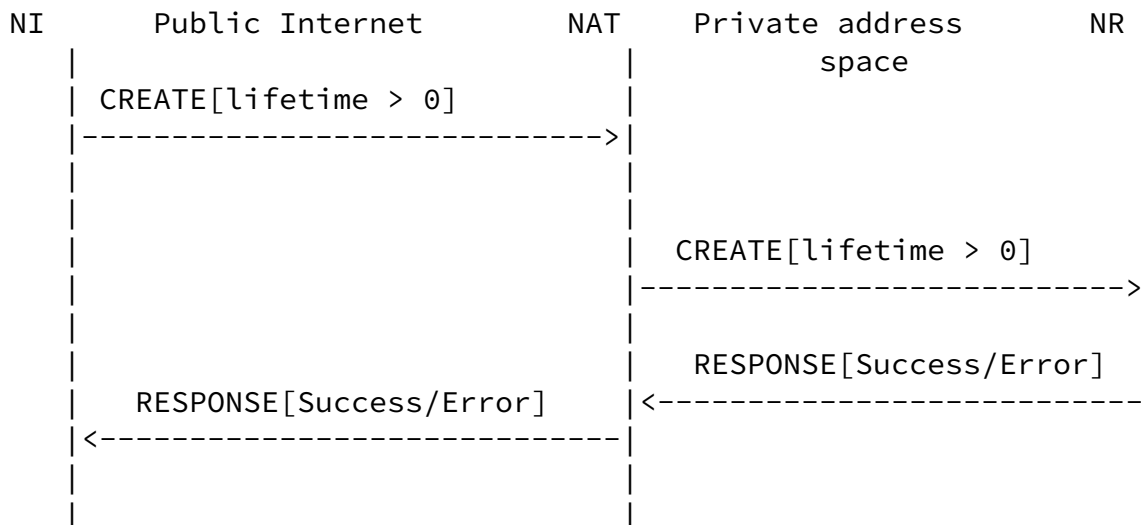 NI Public Internet NAT Private address NR
space
CREATE[lifetime > 0]
CREATE[lifetime > 0]
RESPONSE[Success/Error]
RESPONSE[Success/Error]